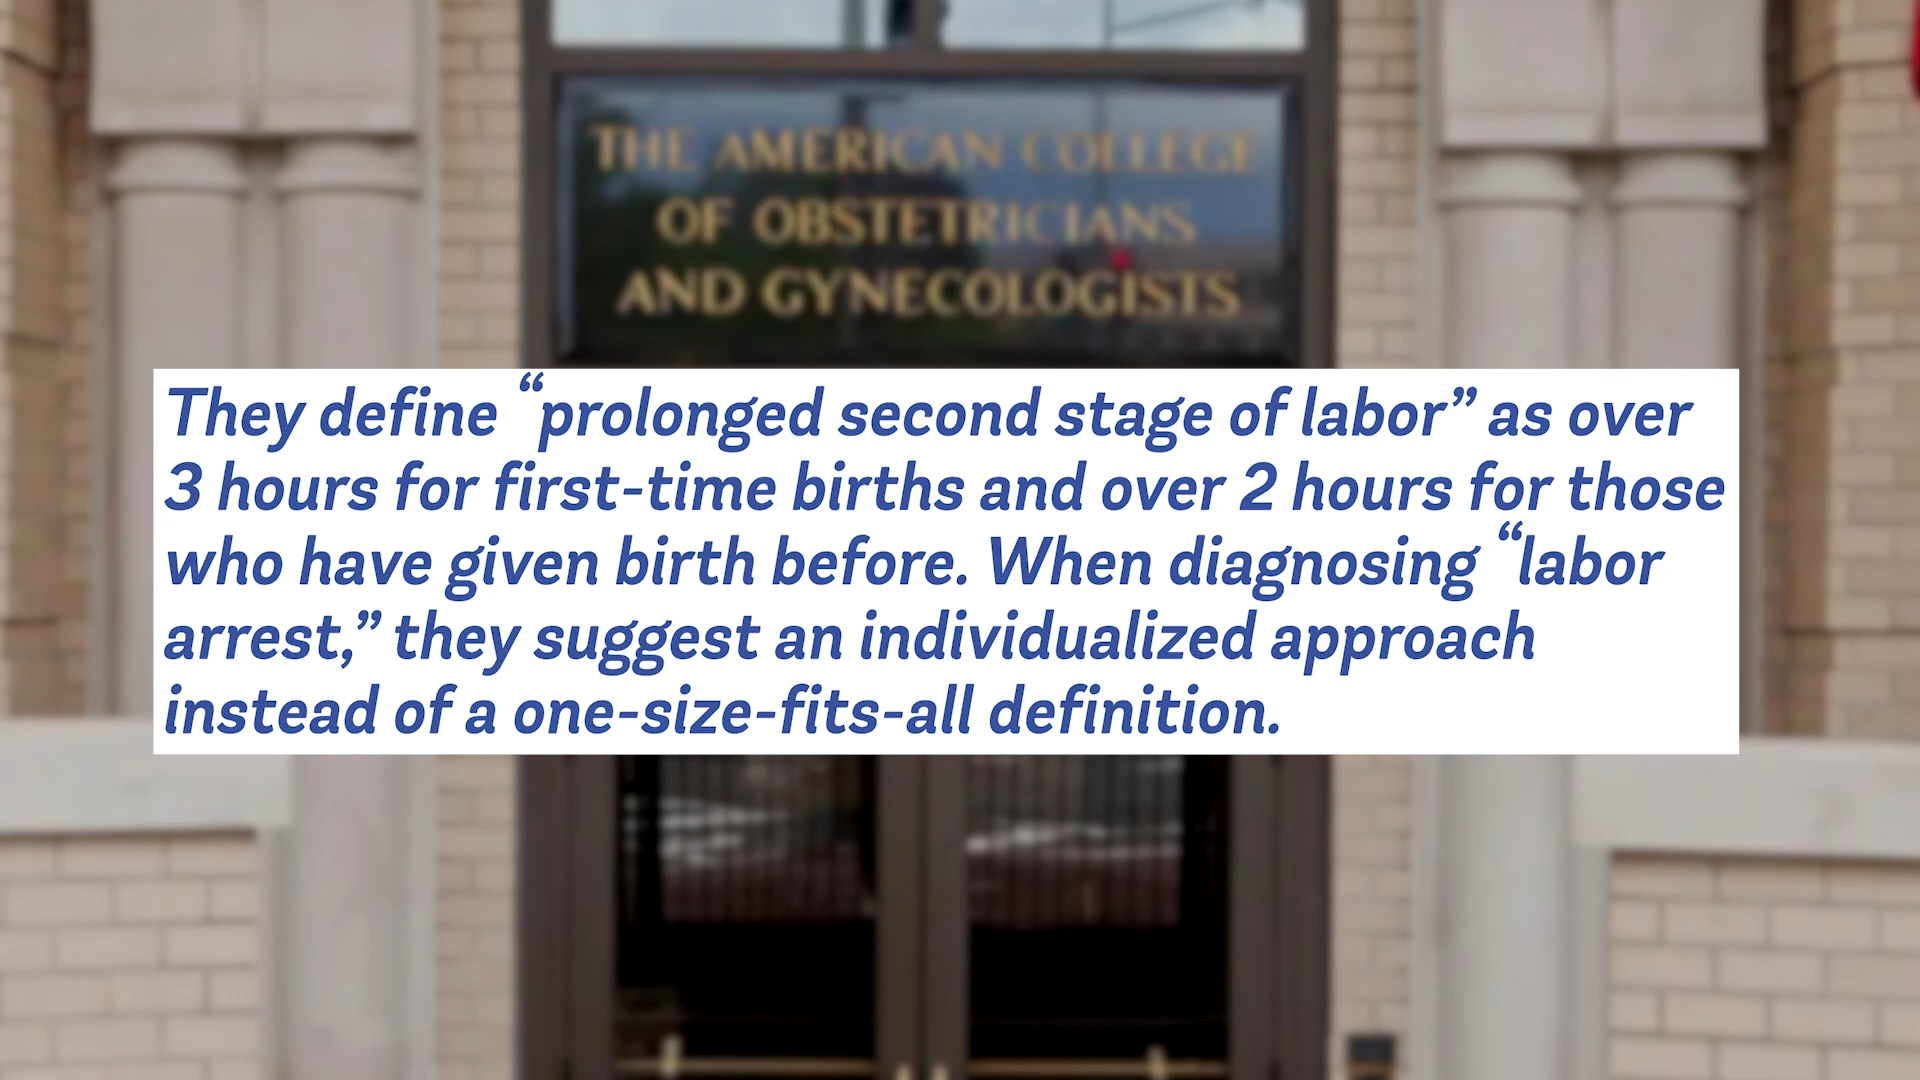 THE AMERICAN COLLEGE
OF OBSTETRICIANS
AND GYNECOLOGISTS
They define “prolonged second stage of labor” as over
3 hours for first-time births and over 2 hours for those
who have given birth before. When diagnosing “labor
arrest,” they suggest an individualized approach
instead of a one-size-fits-all definition.